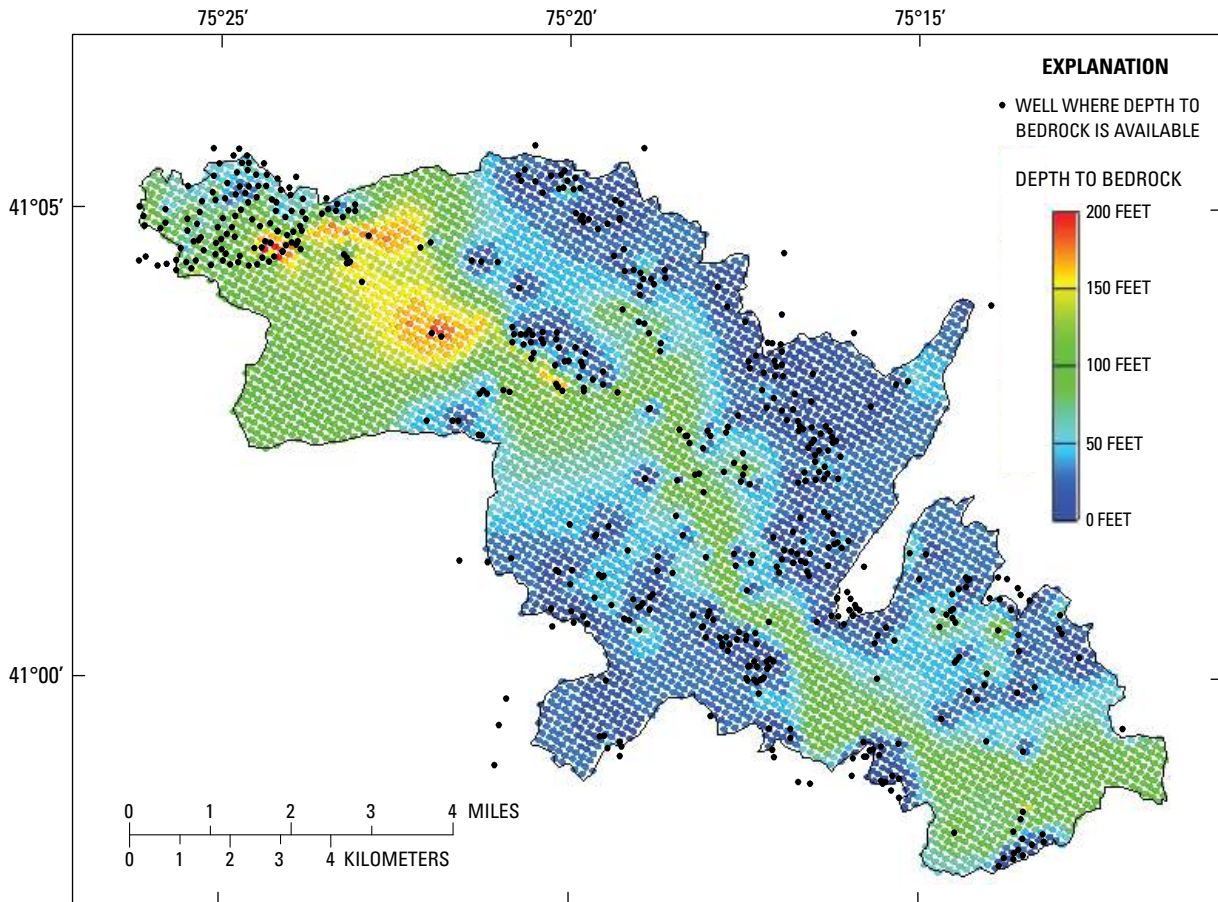 75°25′ 75°20′ 75°15′
EXPLANATION
WELL WHERE DEPTH TO
BEDROCK IS AVAILABLE
DEPTH TO BEDROCK
200 FEET
150 FEET
100 FEET
50 FEET
0 FEET
41°05′
41°00′
0 1 2 3 4 MILES
0 1 2 3 4 KILOMETERS